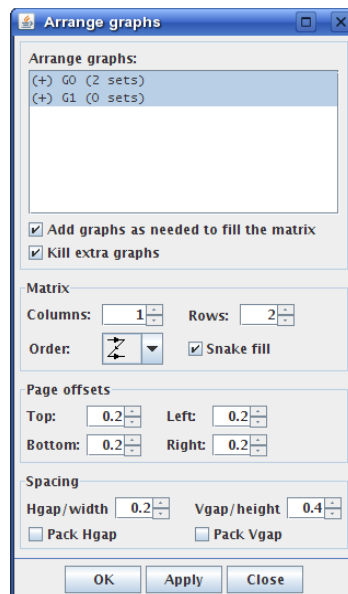 Arrange graphs
Arrange graphs:
(+) G0 (2 sets)
(+) G1 (0 sets)
Add graphs as needed to fill the matrix
Kill extra graphs
Matrix
Columns: 1 Rows: 2
Order: Snake fill
Page offsets
Top: 0.2 Left: 0.2
Bottom: 0.2 Right: 0.2
Spacing
Hgap/width 0.2 Vgap/height 0.4
Pack Hgap Pack Vgap
OK Apply Close